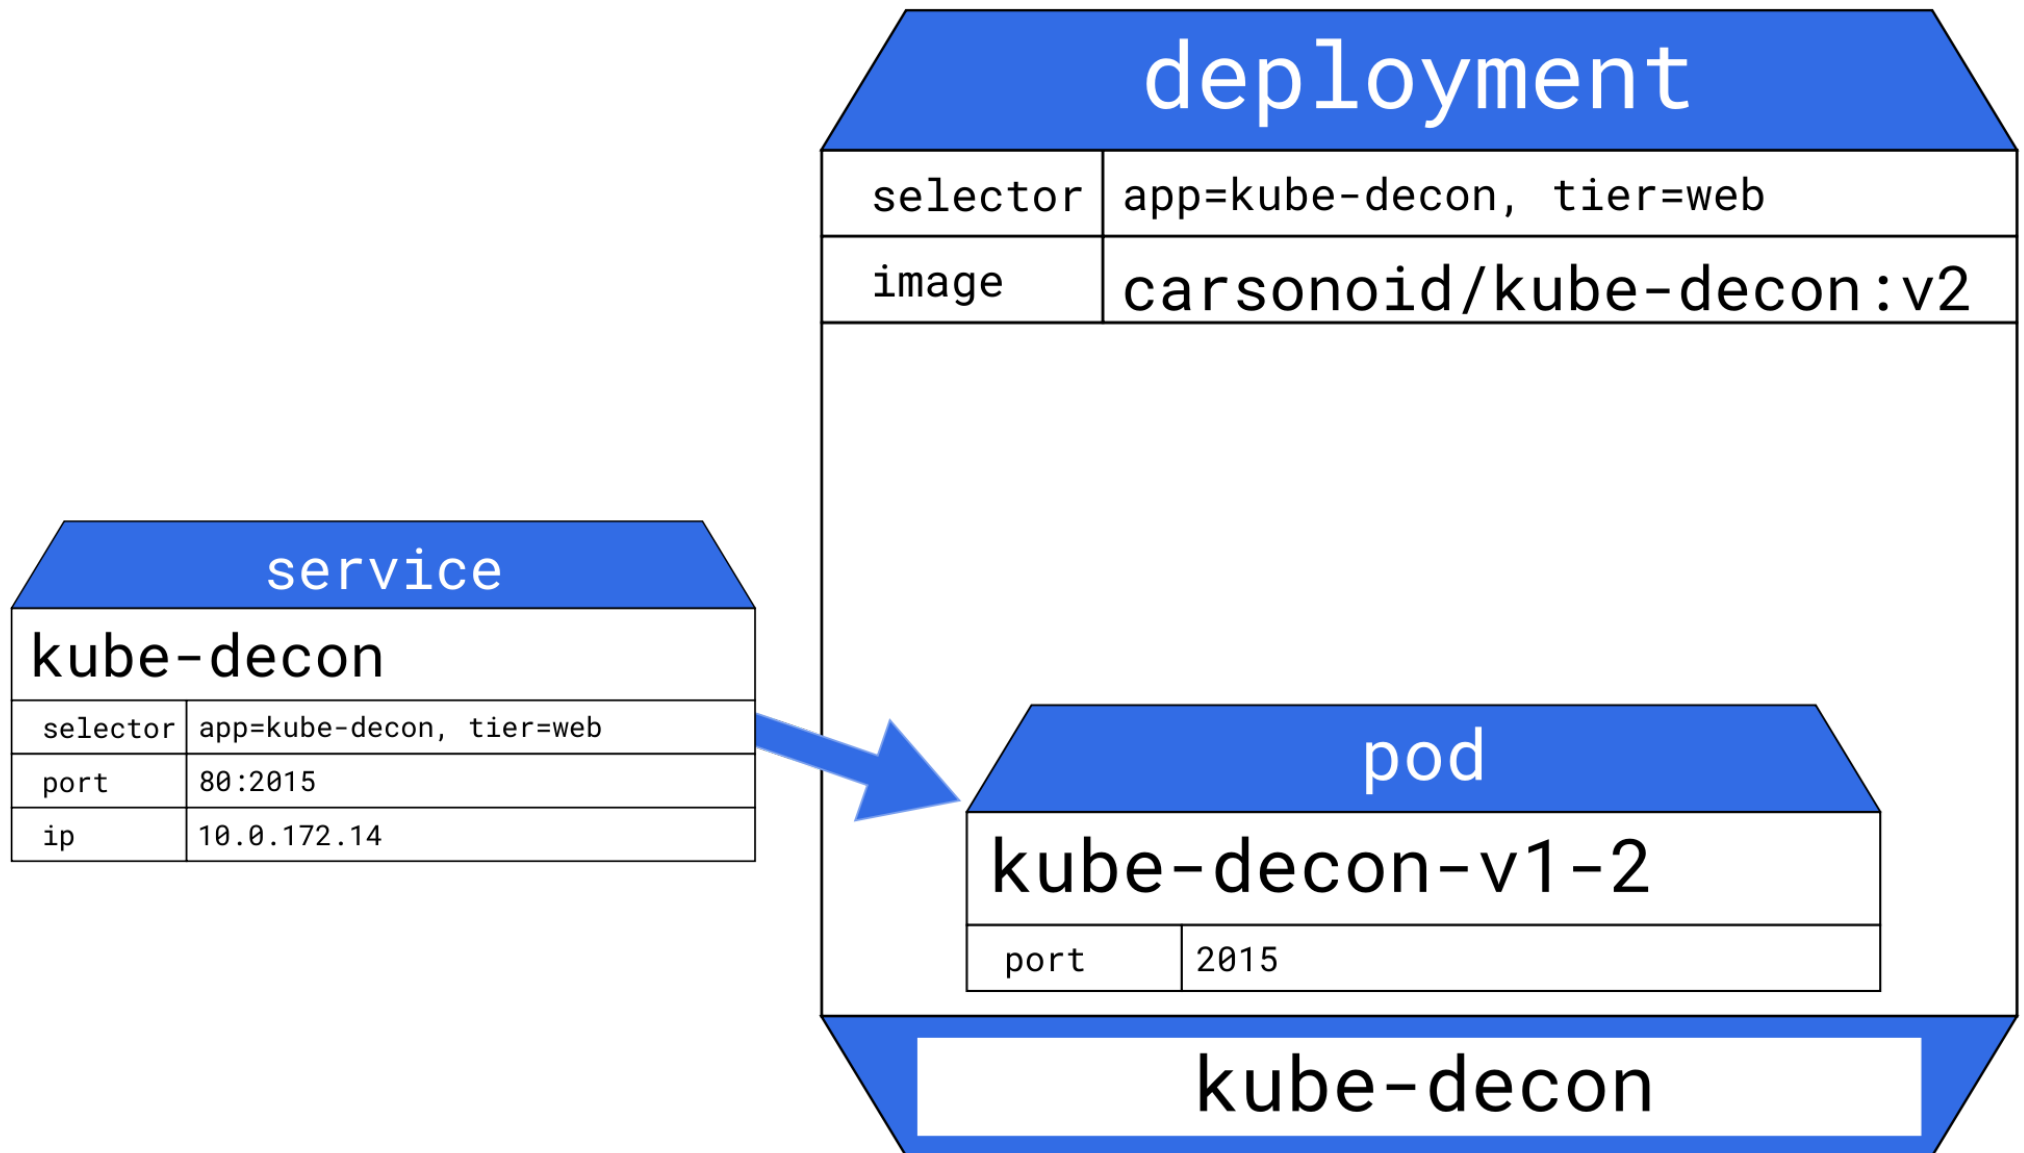 deployment
selector app=kube-decon, tier=web
image carsonoid/kube-decon:v2
service
kube-decon
selector app=kube-decon, tier=web
port 80:2015
ip 10.0.172.14
pod
kube-decon-v1-2
port 2015
kube-decon